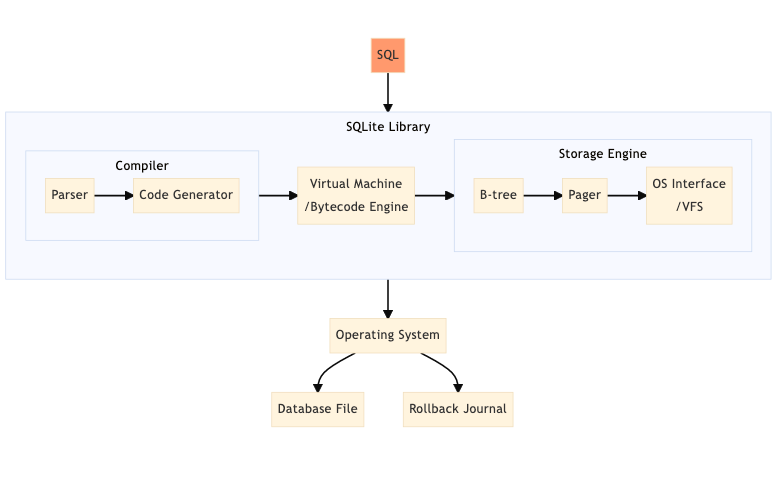 SQL
SQLite Library
Compiler
Parser
Code Generator
Virtual Machine
/Bytecode Engine
Storage Engine
B-tree
Pager
OS Interface
/VFS
Operating System
Database File
Rollback Journal